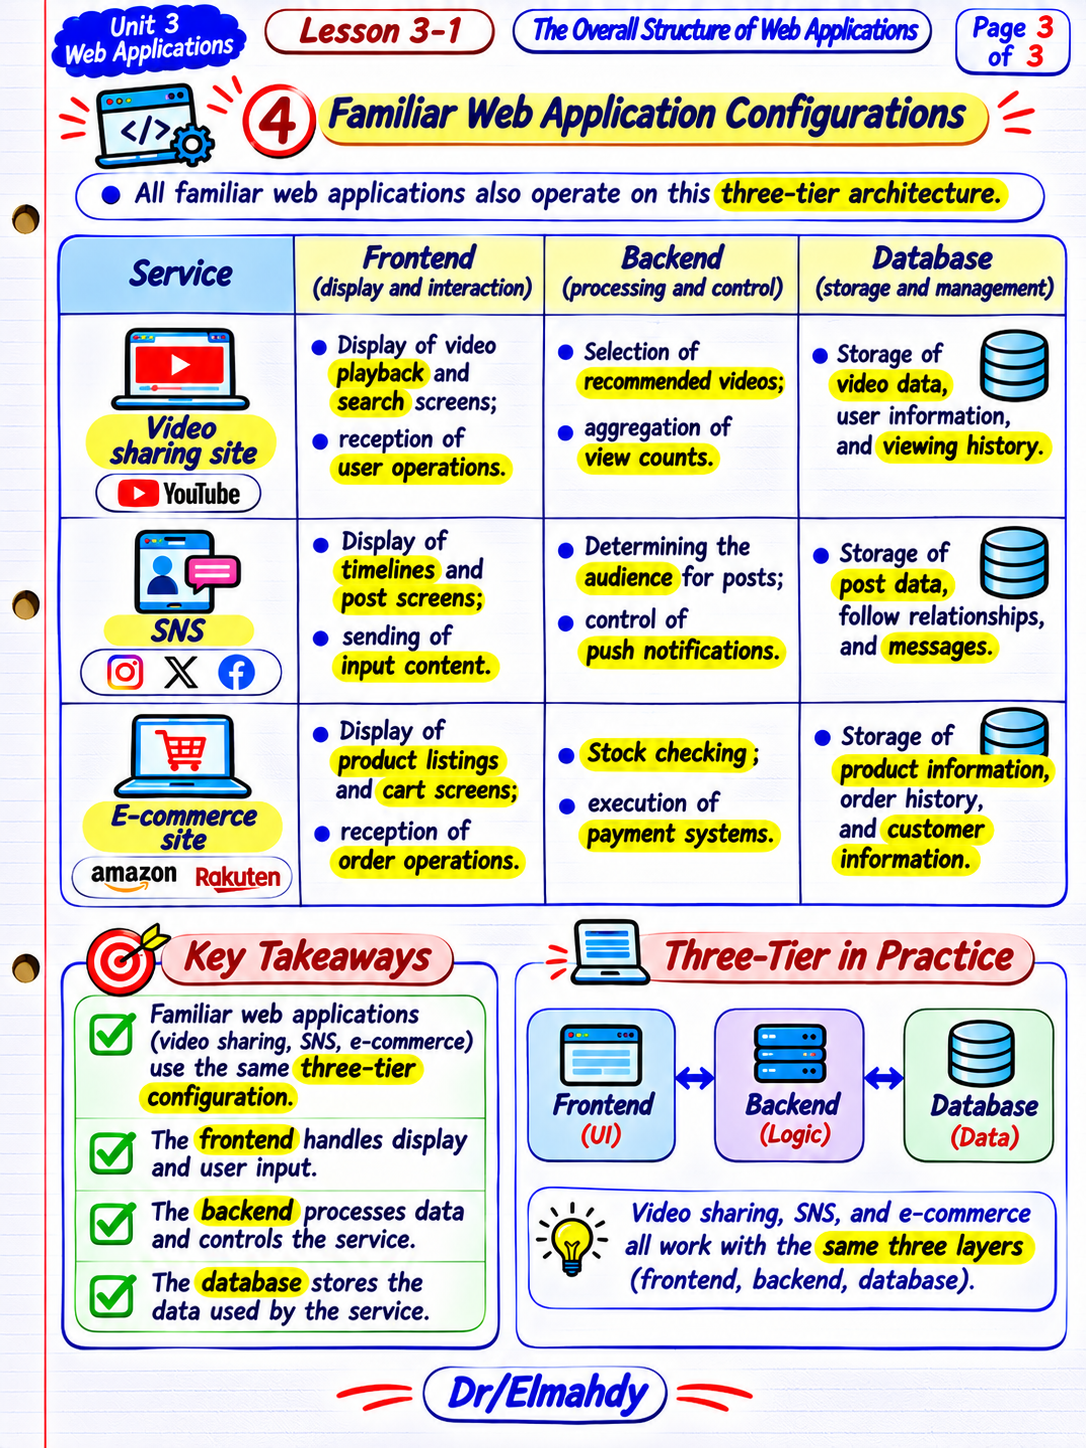 Unit 3
Web Applications
Lesson 3-1
The Overall Structure of Web Applications
Page 3
of 3
</>
4
Familiar Web Application Configurations
All familiar web applications also operate on this three-tier architecture.
Service
Frontend
(display and interaction)
Backend
(processing and control)
Database
(storage and management)
Video
sharing site
YouTube
Display of video
playback and
search screens;
reception of
user operations.
Selection of
recommended videos;
aggregation of
view counts.
Storage of
video data,
user information,
and viewing history.
SNS
Display of
timelines and
post screens;
sending of
input content.
Determining the
audience for posts;
control of
push notifications.
Storage of
post data,
follow relationships,
and messages.
E-commerce
site
amazon Rakuten
Display of
product listings
and cart screens;
reception of
order operations.
Stock checking ;
execution of
payment systems.
Storage of
product information,
order history,
and customer
information.
Key Takeaways
Familiar web applications
(video sharing, SNS, e-commerce)
use the same three-tier
configuration.
The frontend handles display
and user input.
The backend processes data
and controls the service.
The database stores the
data used by the service.
Three-Tier in Practice
Frontend
(UI)
Backend
(Logic)
Database
(Data)
Video sharing, SNS, and e-commerce
all work with the same three layers
(frontend, backend, database).
Dr/Elmahdy